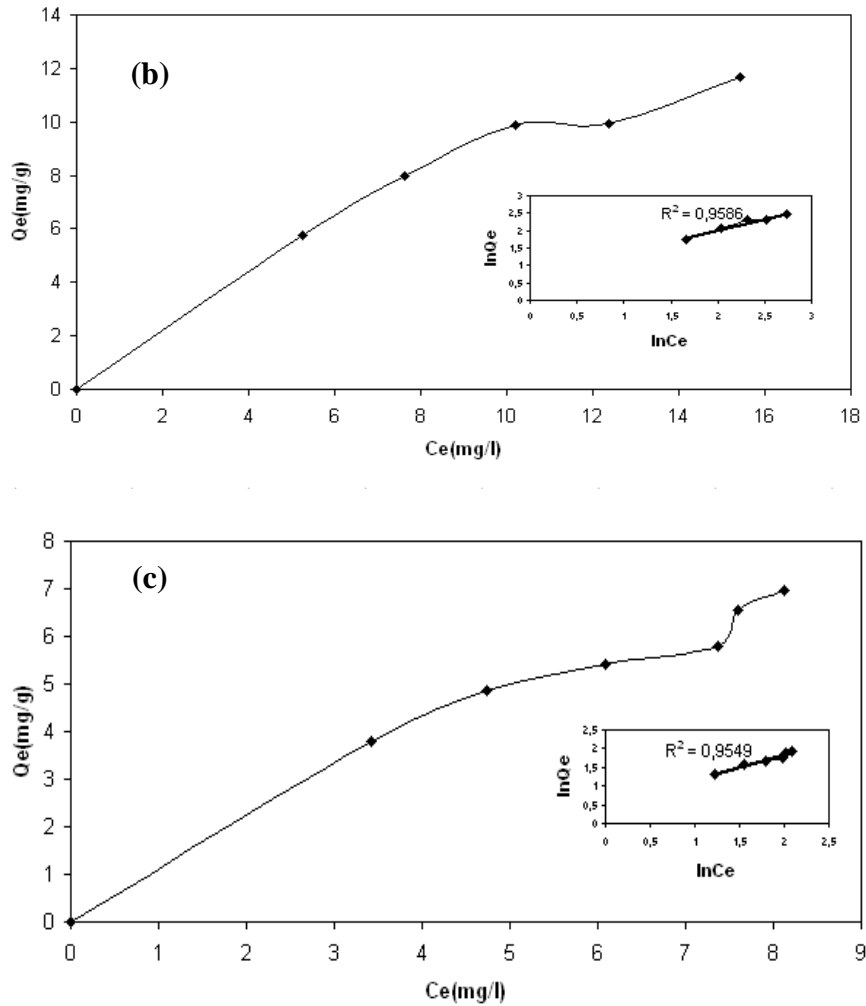 14
12
10
8
6
4
2
0
Qe(mg/g)
(b)
0 2 4 6 8 10 12 14 16 18
Ce(mg/l)
3
2,5
2
1,5
1
0,5
0
lnQe
R² = 0,9586
0 0,5 1 1,5 2 2,5 3
lnCe
8
7
6
5
4
3
2
1
0
Qe(mg/g)
(c)
0 1 2 3 4 5 6 7 8 9
Ce(mg/l)
2,5
2
1,5
1
0,5
0
lnQe
R² = 0,9549
0 0,5 1 1,5 2 2,5
lnCe